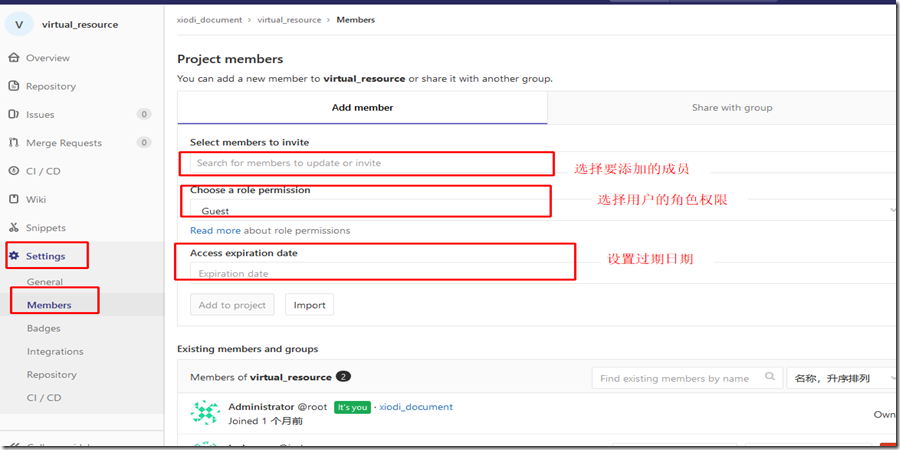 xiodi_document › virtual_resource › Members
V virtual_resource
Overview
Repository
Issues 0
Merge Requests 0
CI / CD
Wiki
Snippets
Settings
General
Members
Badges
Integrations
Repository
CI / CD
Project members
You can add a new member to virtual_resource or share it with another group.
Add member
Share with group
Select members to invite
Search for members to update or invite
选择要添加的成员
Choose a role permission
Guest
选择用户的角色权限
Read more about role permissions
Access expiration date
Expiration date
设置过期日期
Add to project
Import
Existing members and groups
Members of virtual_resource 2
Find existing members by name
名称，升序排列
Administrator @root It's you · xiodi_document
Joined 1 个月前
Own